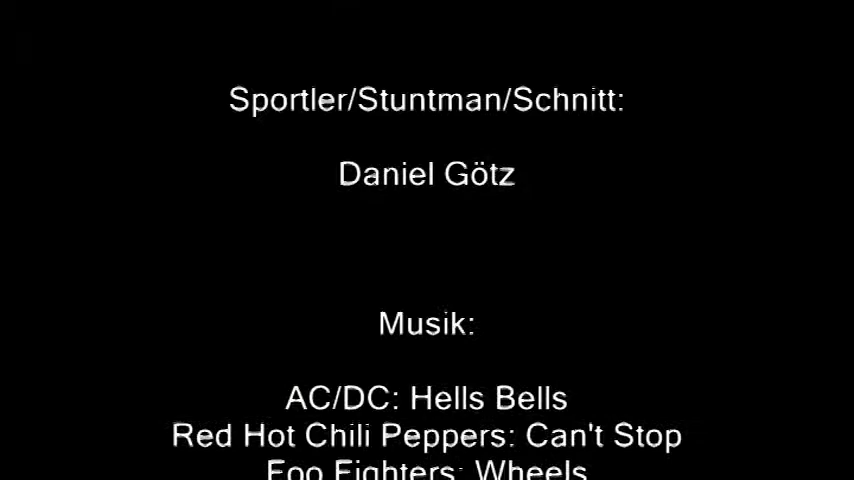 Sportler/Stuntman/Schnitt:
Daniel Götz
Musik:
AC/DC: Hells Bells
Red Hot Chili Peppers: Can't Stop
Foo Fighters: Wheels